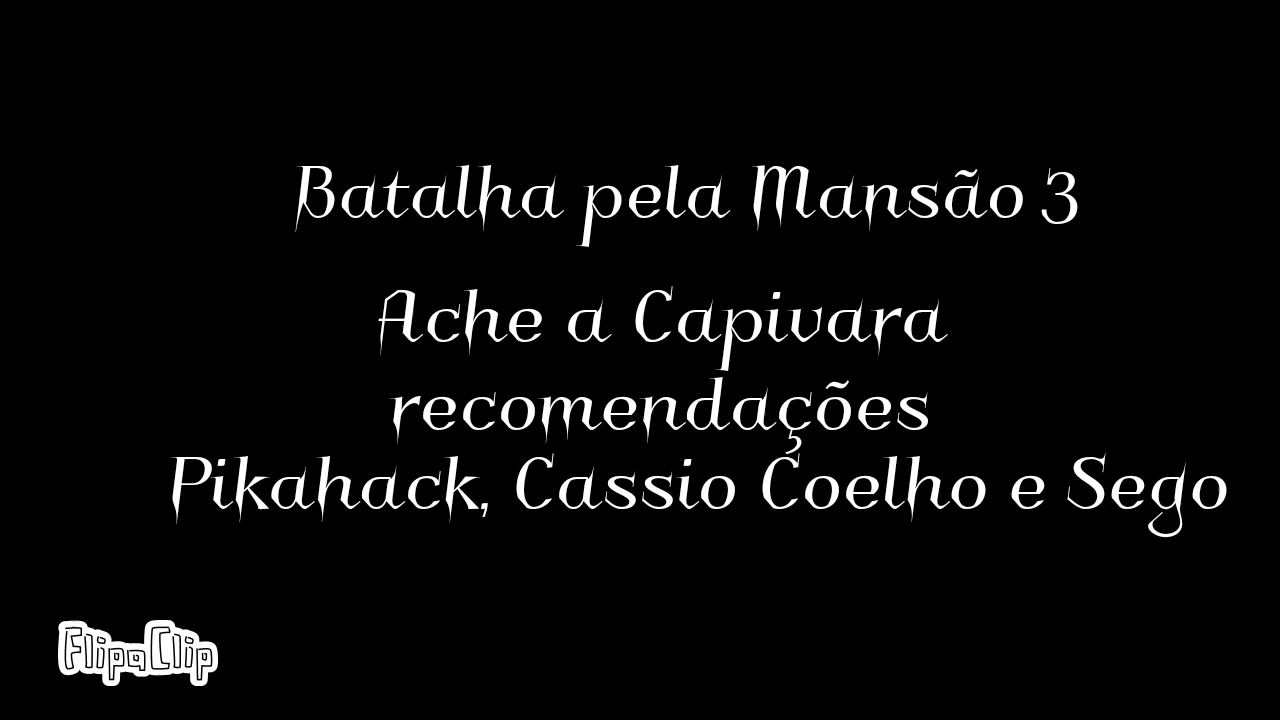 Batalha pela Mansão 3
Ache a Capivara
recomendações
Pikahack, Cassio Coelho e Sego
FlipaClip